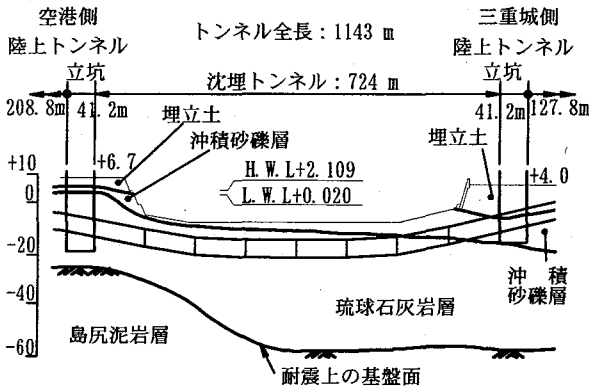 空港側
トンネル全長：1143 m
三重城側
陸上トンネル
陸上トンネル
立坑
沈埋トンネル：724 m
立坑
208.8m
41.2m
41.2m
127.8m
埋立土
埋立土
沖積砂礫層
+10
+6.7
H.W.L+2.109
+4.0
0
L.W.L+0.020
-20
沖 積
砂礫層
-40
琉球石灰岩層
島尻泥岩層
-60
耐震上の基盤面